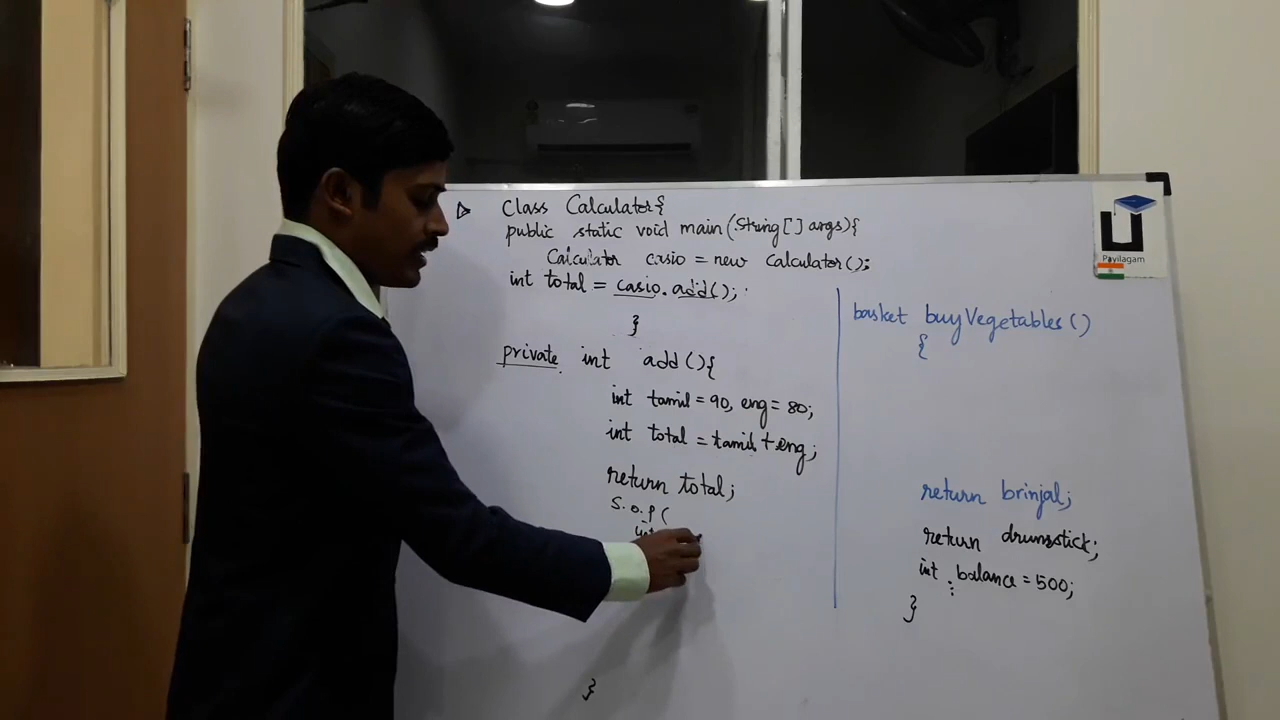 Class Calculator{
public static void main(String[] args){
Calculator casio = new Calculator();
int total = casio.add();
}
private int add(){
int tamil = 90, eng = 80;
int total = tamil + eng;
return total;
S.o.p(
int
}
basket buyVegetables()
{
return brinjal;
return drumstick;
int balance = 500;
}
Payilagam